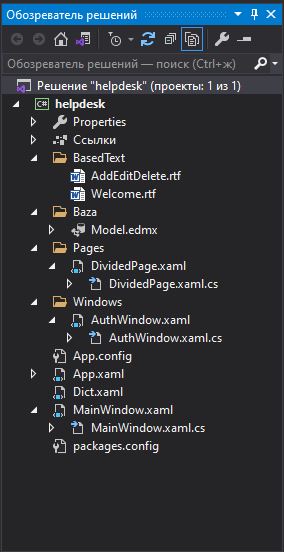 Обозреватель решений
Обозреватель решений — поиск (Ctrl+ж)
Решение "helpdesk" (проекты: 1 из 1)
C# helpdesk
Properties
Ссылки
BasedText
AddEditDelete.rtf
Welcome.rtf
Baza
Model.edmx
Pages
DividedPage.xaml
DividedPage.xaml.cs
Windows
AuthWindow.xaml
AuthWindow.xaml.cs
App.config
App.xaml
Dict.xaml
MainWindow.xaml
MainWindow.xaml.cs
packages.config